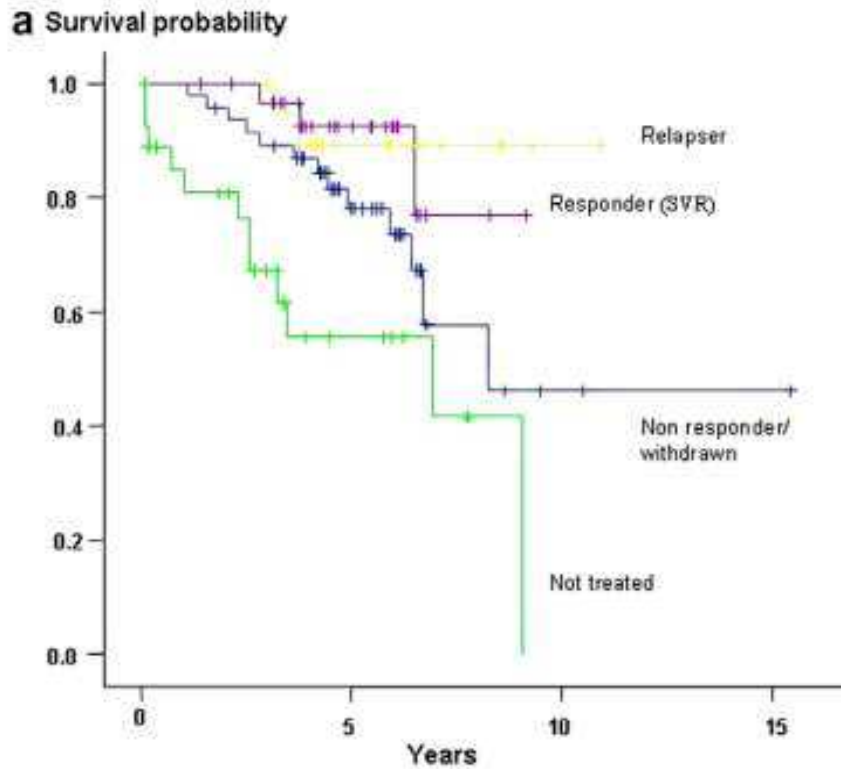 a Survival probability
1.0
0.8
0.6
0.4
0.2
0.0
Relapser
Responder (SVR)
Non responder/
withdrawn
Not treated
0 5 10 15
Years